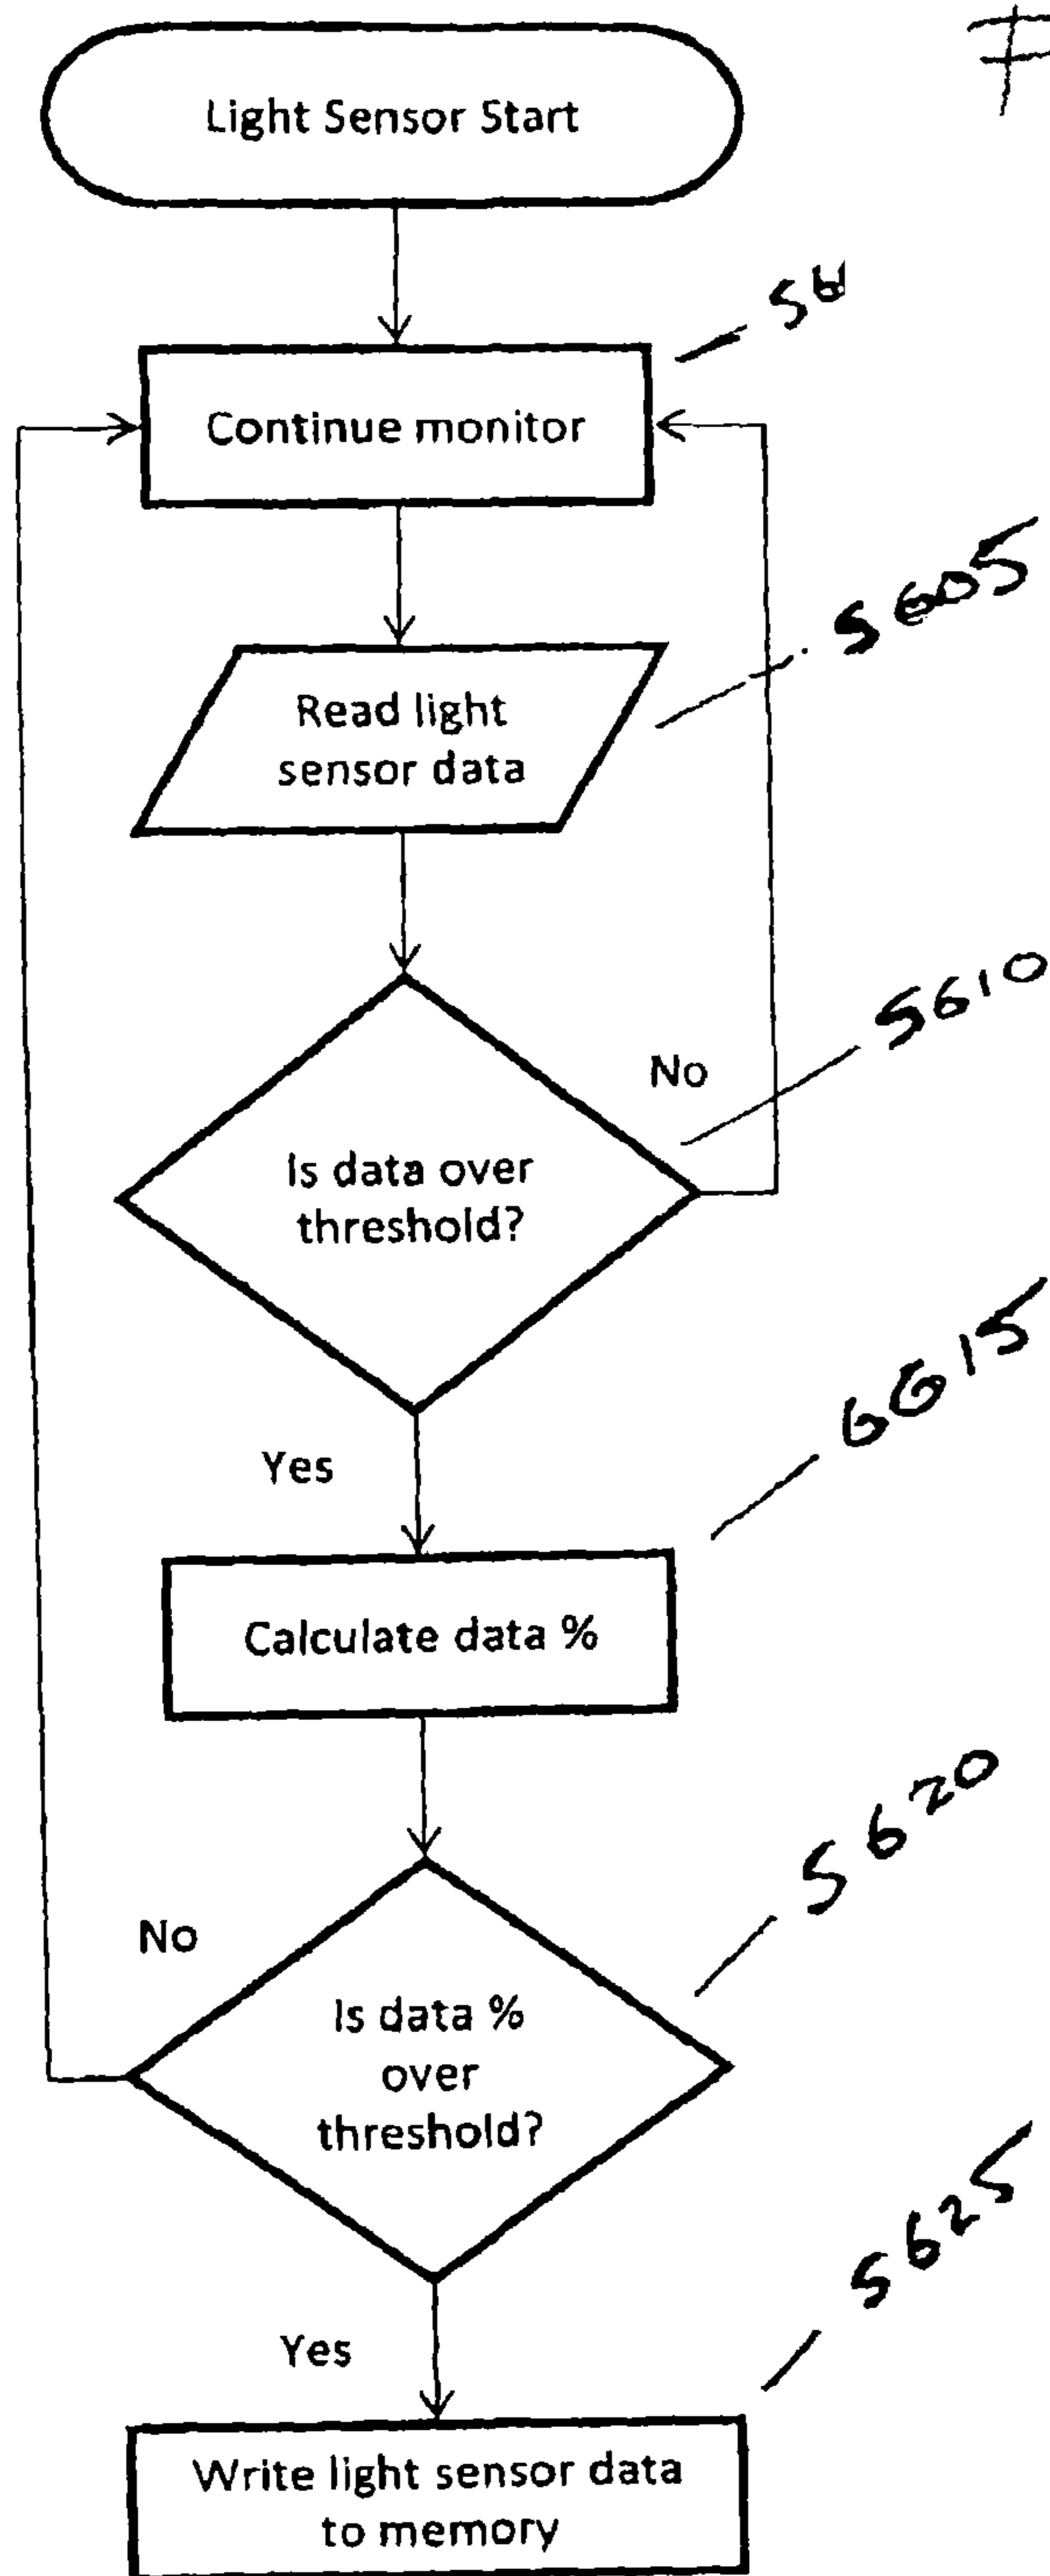 Light Sensor Start
Continue monitor
Read light
sensor data
S605
S610
No
Is data over
threshold?
6615
Yes
Calculate data %
S620
No
Is data %
over
threshold?
S625
Yes
Write light sensor data
to memory